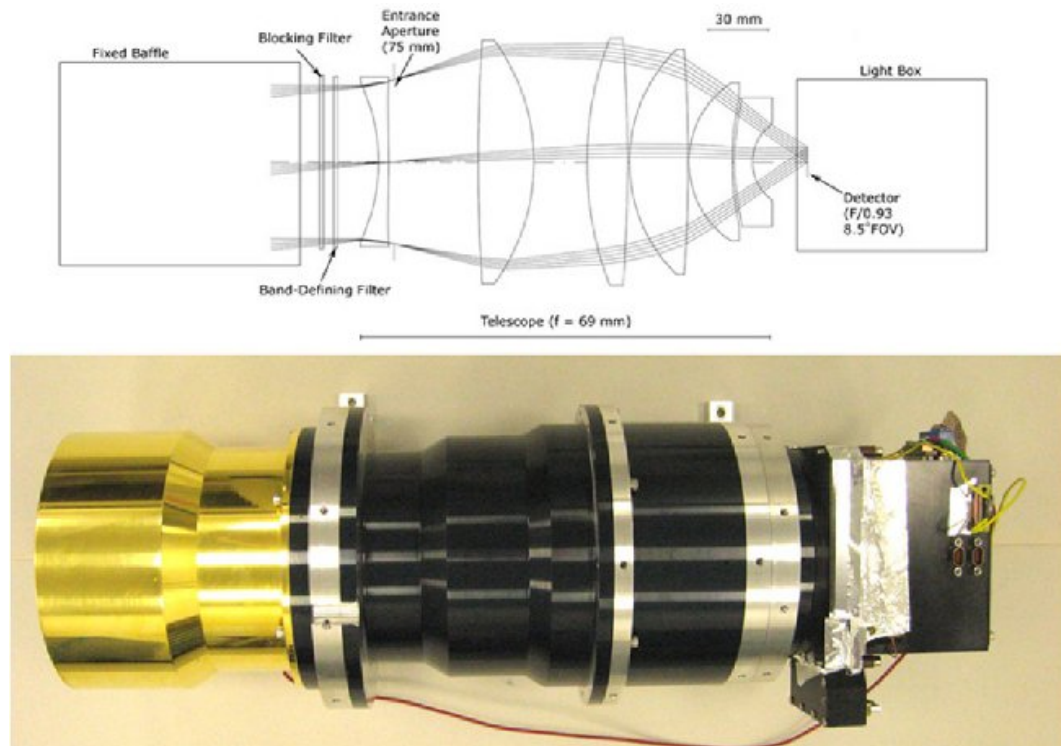 Entrance
Aperture
(75 mm)
30 mm
Blocking Filter
Fixed Baffle
Light Box
Detector
(F/0.93
8.5°FOV)
Band-Defining Filter
Telescope (f = 69 mm)